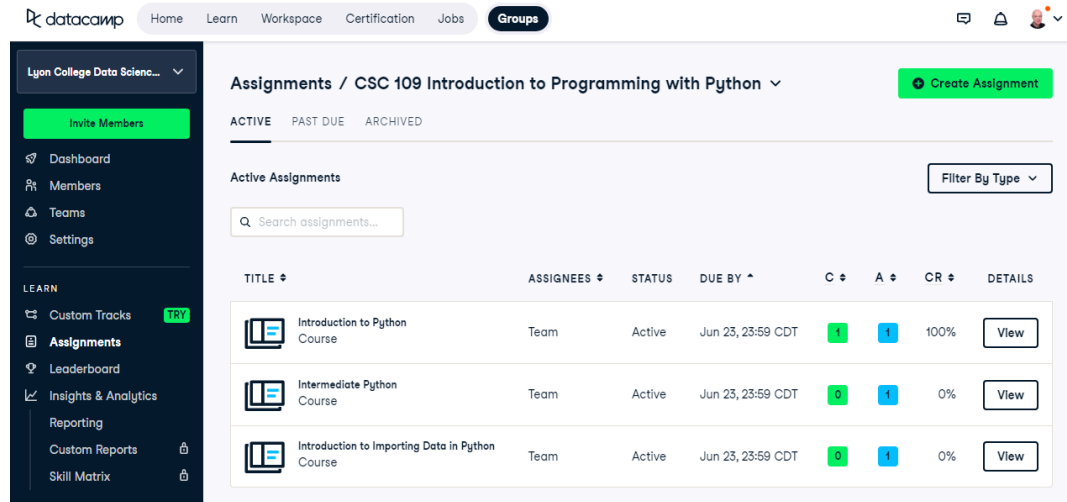 datacamp Home Learn Workspace Certification Jobs Groups
Lyon College Data Scienc...
Invite Members
Dashboard
Members
Teams
Settings
LEARN
Custom Tracks TRY
Assignments
Leaderboard
Insights & Analytics
Reporting
Custom Reports
Skill Matrix
Assignments / CSC 109 Introduction to Programming with Python
Create Assignment
ACTIVE PAST DUE ARCHIVED
Active Assignments
Filter By Type
Search assignments...
TITLE ASSIGNEES STATUS DUE BY C A CR DETAILS
Introduction to Python
Course
Team Active Jun 23, 23:59 CDT 1 1 100% View
Intermediate Python
Course
Team Active Jun 23, 23:59 CDT 0 1 0% View
Introduction to Importing Data in Python
Course
Team Active Jun 23, 23:59 CDT 0 1 0% View